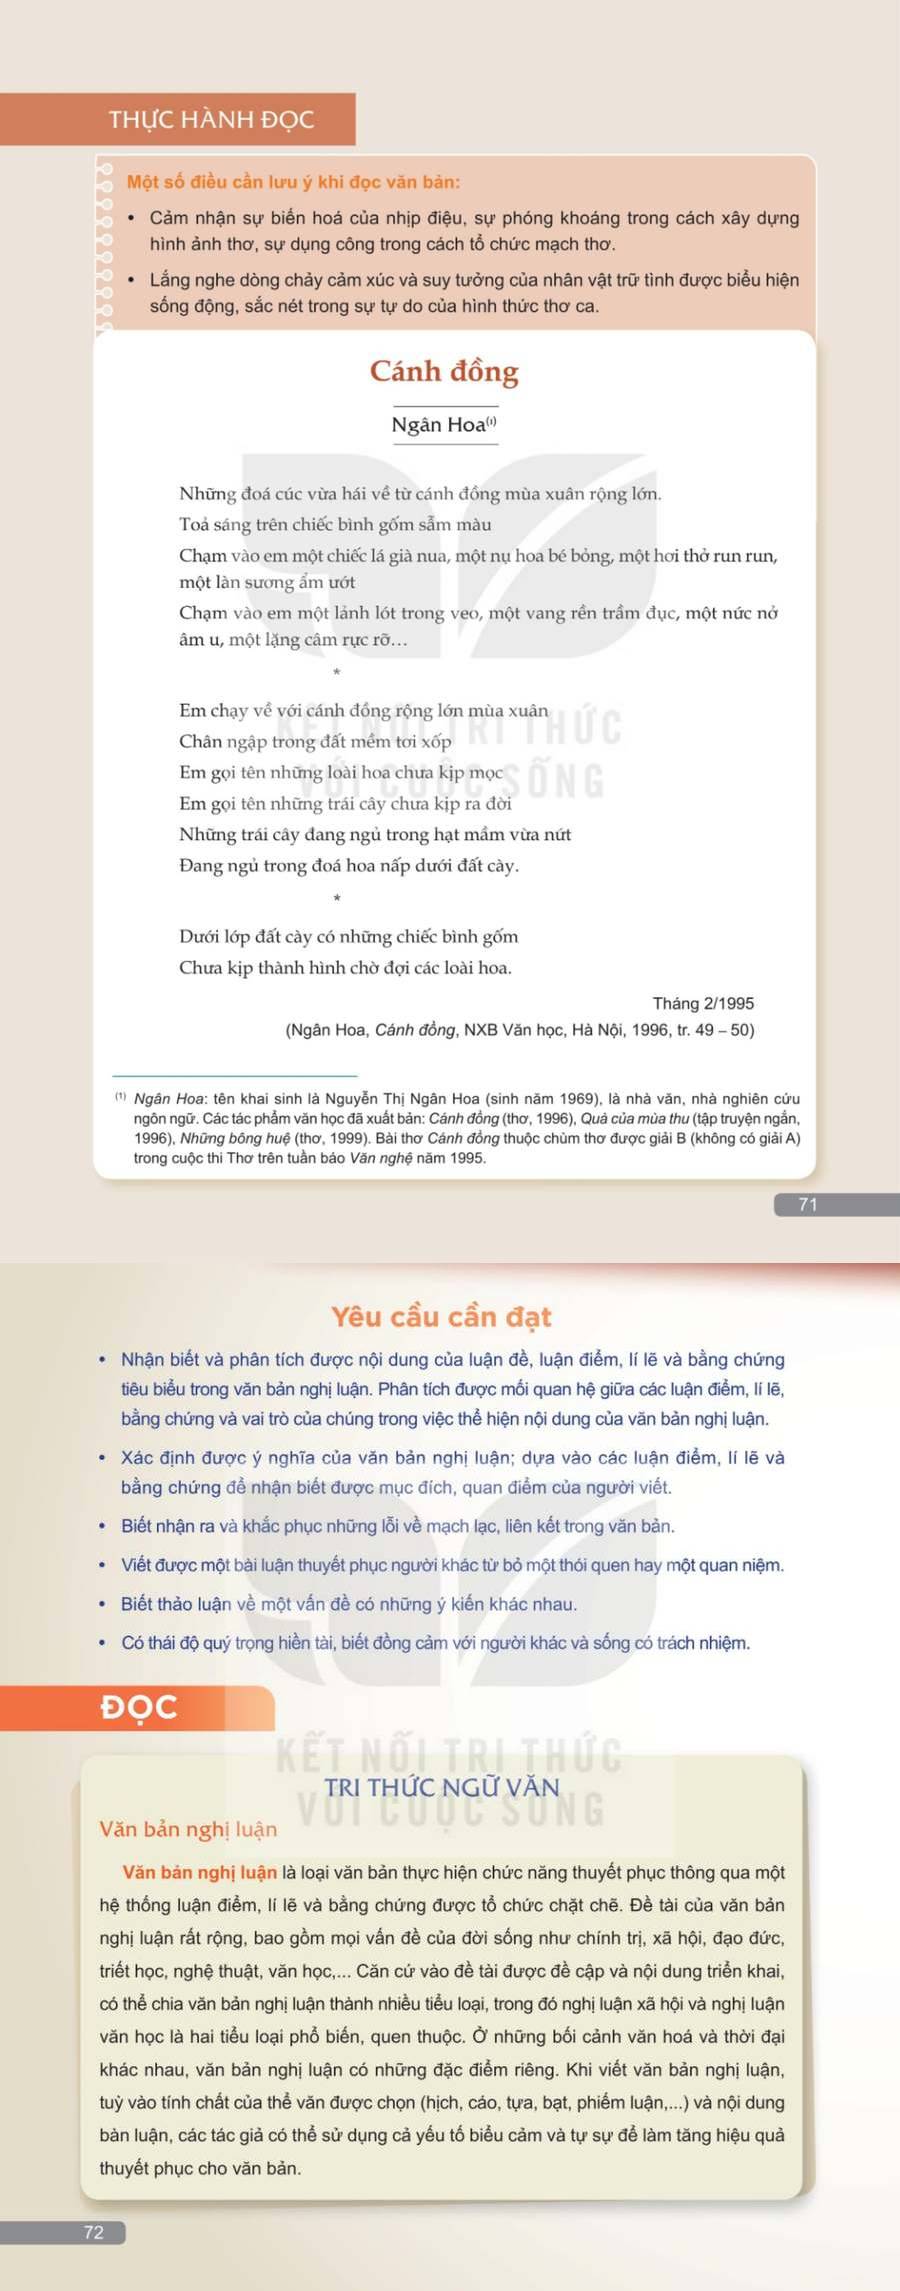 THỰC HÀNH ĐỌC
Một số điều cần lưu ý khi đọc văn bản:
• Cảm nhận sự biến hoá của nhịp điệu, sự phóng khoáng trong cách xây dựng
hình ảnh thơ, sự dụng công trong cách tổ chức mạch thơ.
• Lắng nghe dòng chảy cảm xúc và suy tưởng của nhân vật trữ tình được biểu hiện
sống động, sắc nét trong sự tự do của hình thức thơ ca.
Cánh đồng
Ngân Hoa(1)
Những đoá cúc vừa hái về từ cánh đồng mùa xuân rộng lớn.
Toả sáng trên chiếc bình gốm sẫm màu
Chạm vào em một chiếc lá già nua, một nụ hoa bé bỏng, một hơi thở run run,
một làn sương ẩm ướt
Chạm vào em một lảnh lót trong veo, một vang rền trầm đục, một nức nở
âm u, một lặng câm rực rỡ...
*
Em chạy về với cánh đồng rộng lớn mùa xuân
Chân ngập trong đất mềm tơi xốp
Em gọi tên những loài hoa chưa kịp mọc
Em gọi tên những trái cây chưa kịp ra đời
Những trái cây đang ngủ trong hạt mầm vừa nứt
Đang ngủ trong đoá hoa nấp dưới đất cày.
*
Dưới lớp đất cày có những chiếc bình gốm
Chưa kịp thành hình chờ đợi các loài hoa.
Tháng 2/1995
(Ngân Hoa, Cánh đồng, NXB Văn học, Hà Nội, 1996, tr. 49 – 50)
KẾT NỐI TRI THỨC
VỚI CUỘC SỐNG
(1) Ngân Hoa: tên khai sinh là Nguyễn Thị Ngân Hoa (sinh năm 1969), là nhà văn, nhà nghiên cứu
ngôn ngữ. Các tác phẩm văn học đã xuất bản: Cánh đồng (thơ, 1996), Quà của mùa thu (tập truyện ngắn,
1996), Những bông huệ (thơ, 1999). Bài thơ Cánh đồng thuộc chùm thơ được giải B (không có giải A)
trong cuộc thi Thơ trên tuần báo Văn nghệ năm 1995.
71
Yêu cầu cần đạt
• Nhận biết và phân tích được nội dung của luận đề, luận điểm, lí lẽ và bằng chứng
tiêu biểu trong văn bản nghị luận. Phân tích được mối quan hệ giữa các luận điểm, lí lẽ,
bằng chứng và vai trò của chúng trong việc thể hiện nội dung của văn bản nghị luận.
• Xác định được ý nghĩa của văn bản nghị luận; dựa vào các luận điểm, lí lẽ và
bằng chứng để nhận biết được mục đích, quan điểm của người viết.
• Biết nhận ra và khắc phục những lỗi về mạch lạc, liên kết trong văn bản.
• Viết được một bài luận thuyết phục người khác từ bỏ một thói quen hay một quan niệm.
• Biết thảo luận về một vấn đề có những ý kiến khác nhau.
• Có thái độ quý trọng hiền tài, biết đồng cảm với người khác và sống có trách nhiệm.
ĐỌC
KẾT NỐI TRI THỨC
VỚI CUỘC SỐNG
TRI THỨC NGỮ VĂN
Văn bản nghị luận
Văn bản nghị luận là loại văn bản thực hiện chức năng thuyết phục thông qua một
hệ thống luận điểm, lí lẽ và bằng chứng được tổ chức chặt chẽ. Đề tài của văn bản
nghị luận rất rộng, bao gồm mọi vấn đề của đời sống như chính trị, xã hội, đạo đức,
triết học, nghệ thuật, văn học,... Căn cứ vào đề tài được đề cập và nội dung triển khai,
có thể chia văn bản nghị luận thành nhiều tiểu loại, trong đó nghị luận xã hội và nghị luận
văn học là hai tiểu loại phổ biến, quen thuộc. Ở những bối cảnh văn hoá và thời đại
khác nhau, văn bản nghị luận có những đặc điểm riêng. Khi viết văn bản nghị luận,
tuỳ vào tính chất của thể văn được chọn (hịch, cáo, tựa, bạt, phiếm luận,...) và nội dung
bàn luận, các tác giả có thể sử dụng cả yếu tố biểu cảm và tự sự để làm tăng hiệu quả
thuyết phục cho văn bản.
72